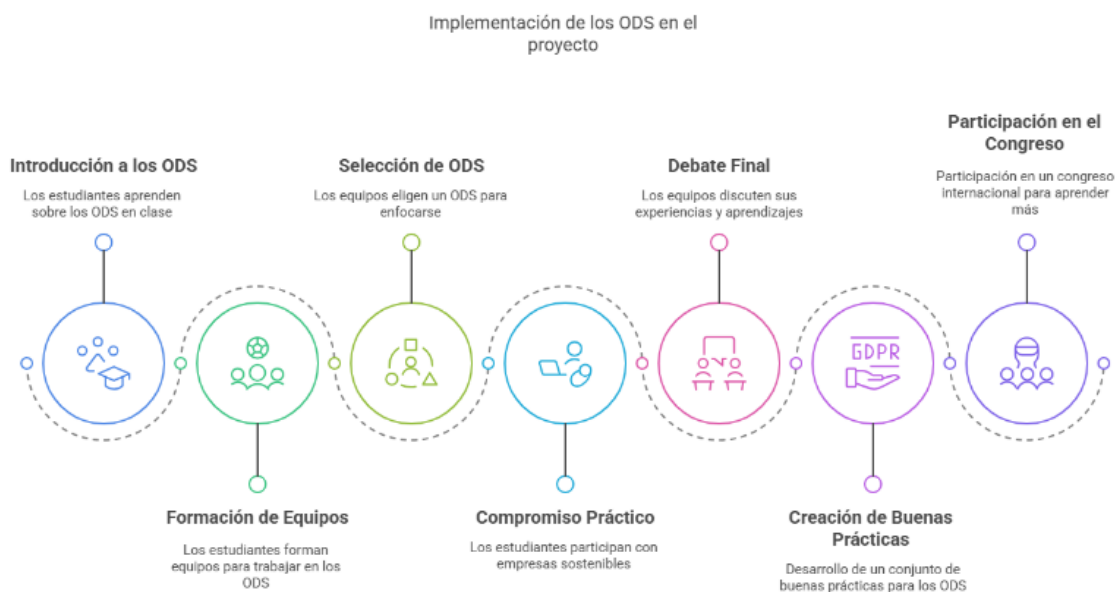 Implementación de los ODS en el
proyecto
Introducción a los ODS
Los estudiantes aprenden
sobre los ODS en clase
Formación de Equipos
Los estudiantes forman
equipos para trabajar en los
ODS
Selección de ODS
Los equipos eligen un ODS para
enfocarse
Compromiso Práctico
Los estudiantes participan con
empresas sostenibles
Debate Final
Los equipos discuten sus
experiencias y aprendizajes
GDPR
Creación de Buenas
Prácticas
Desarrollo de un conjunto de
buenas prácticas para los ODS
Participación en el
Congreso
Participación en un congreso
internacional para aprender
más